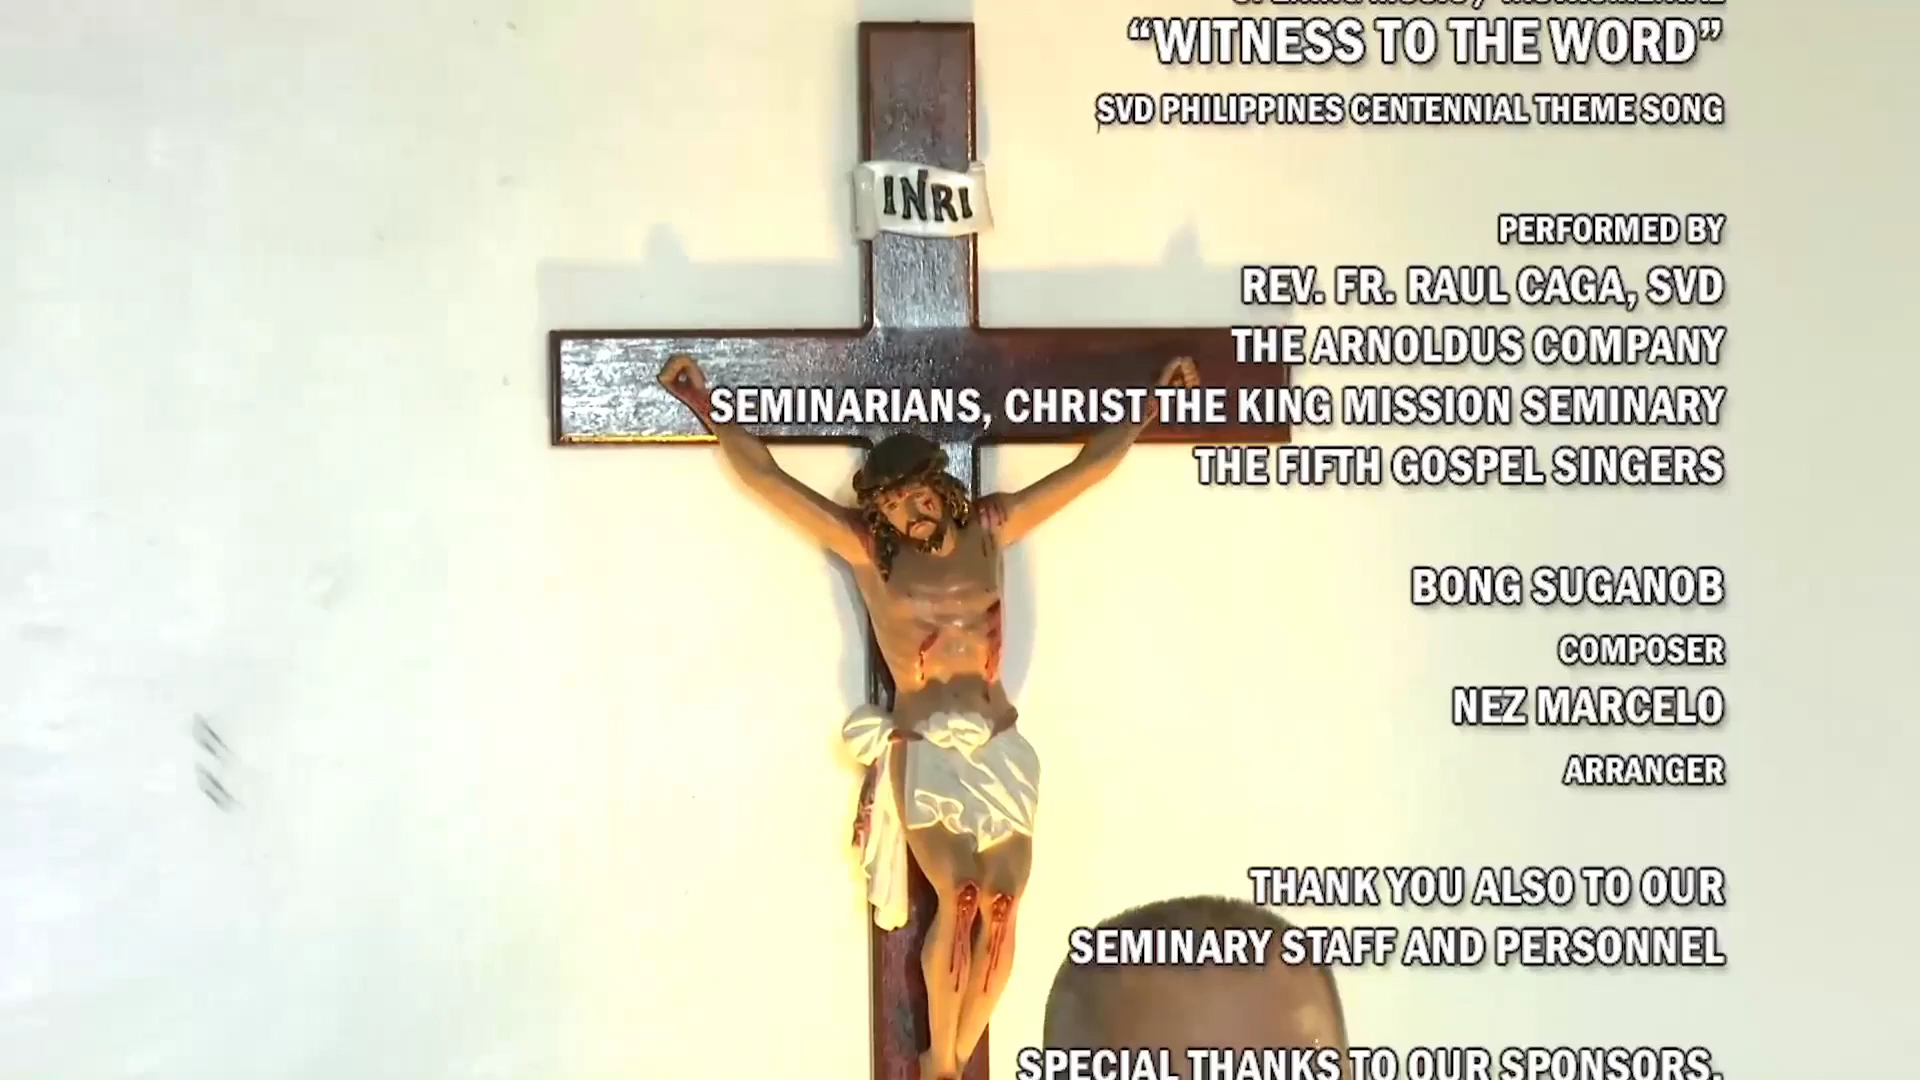 “WITNESS TO THE WORD”
SVD PHILIPPINES CENTENNIAL THEME SONG
INRI
PERFORMED BY
REV. FR. RAUL CAGA, SVD
THE ARNOLDUS COMPANY
SEMINARIANS, CHRIST THE KING MISSION SEMINARY
THE FIFTH GOSPEL SINGERS
BONG SUGANOB
COMPOSER
NEZ MARCELO
ARRANGER
THANK YOU ALSO TO OUR
SEMINARY STAFF AND PERSONNEL
SPECIAL THANKS TO OUR SPONSORS,